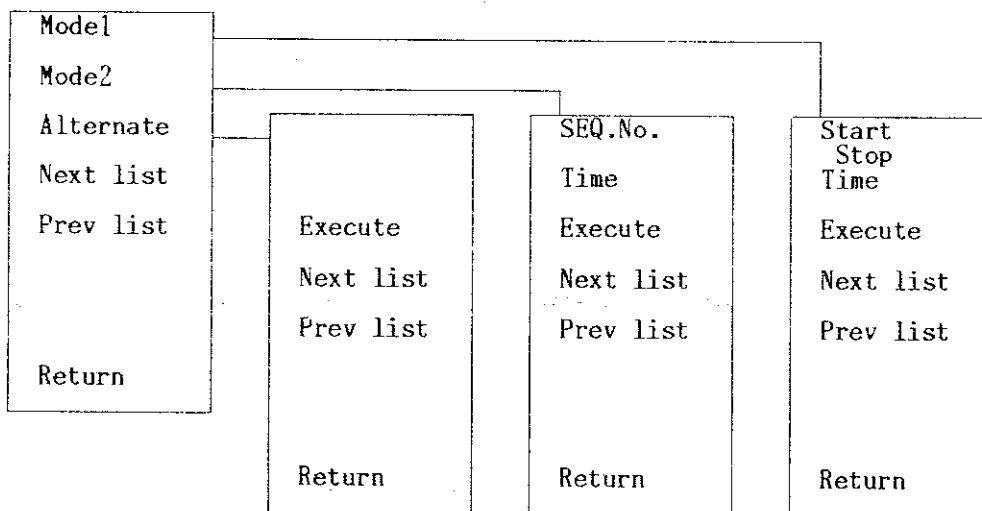 Mode1
Mode2
Alternate
Next list
Prev list
Return
Execute
Next list
Prev list
Return
SEQ.No.
Time
Execute
Next list
Prev list
Return
Start
Stop
Time
Execute
Next list
Prev list
Return